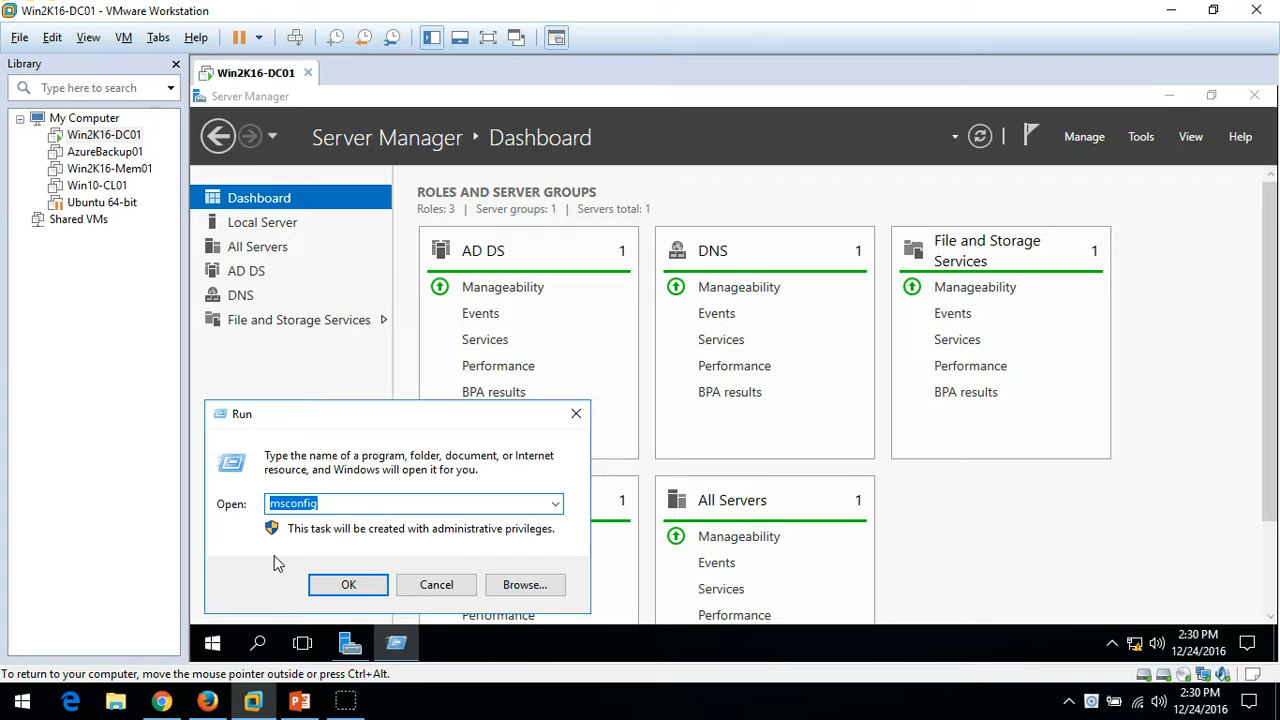 Win2K16-DC01 - VMware Workstation
File Edit View VM Tabs Help
Library
Type here to search
My Computer
Win2K16-DC01
AzureBackup01
Win2K16-Mem01
Win10-CL01
Ubuntu 64-bit
Shared VMs
Win2K16-DC01
Server Manager
Server Manager Dashboard
Manage Tools View Help
Dashboard
Local Server
All Servers
AD DS
DNS
File and Storage Services
ROLES AND SERVER GROUPS
Roles: 3 | Server groups: 1 | Servers total: 1
AD DS 1
Manageability
Events
Services
Performance
BPA results
DNS 1
Manageability
Events
Services
Performance
BPA results
File and Storage
Services 1
Manageability
Events
Services
Performance
BPA results
1
Performance
All Servers 1
Manageability
Events
Services
Performance
Run
Type the name of a program, folder, document, or Internet
resource, and Windows will open it for you.
Open: msconfig
This task will be created with administrative privileges.
OK Cancel Browse...
2:30 PM
12/24/2016
To return to your computer, move the mouse pointer outside or press Ctrl+Alt.
2:30 PM
12/24/2016